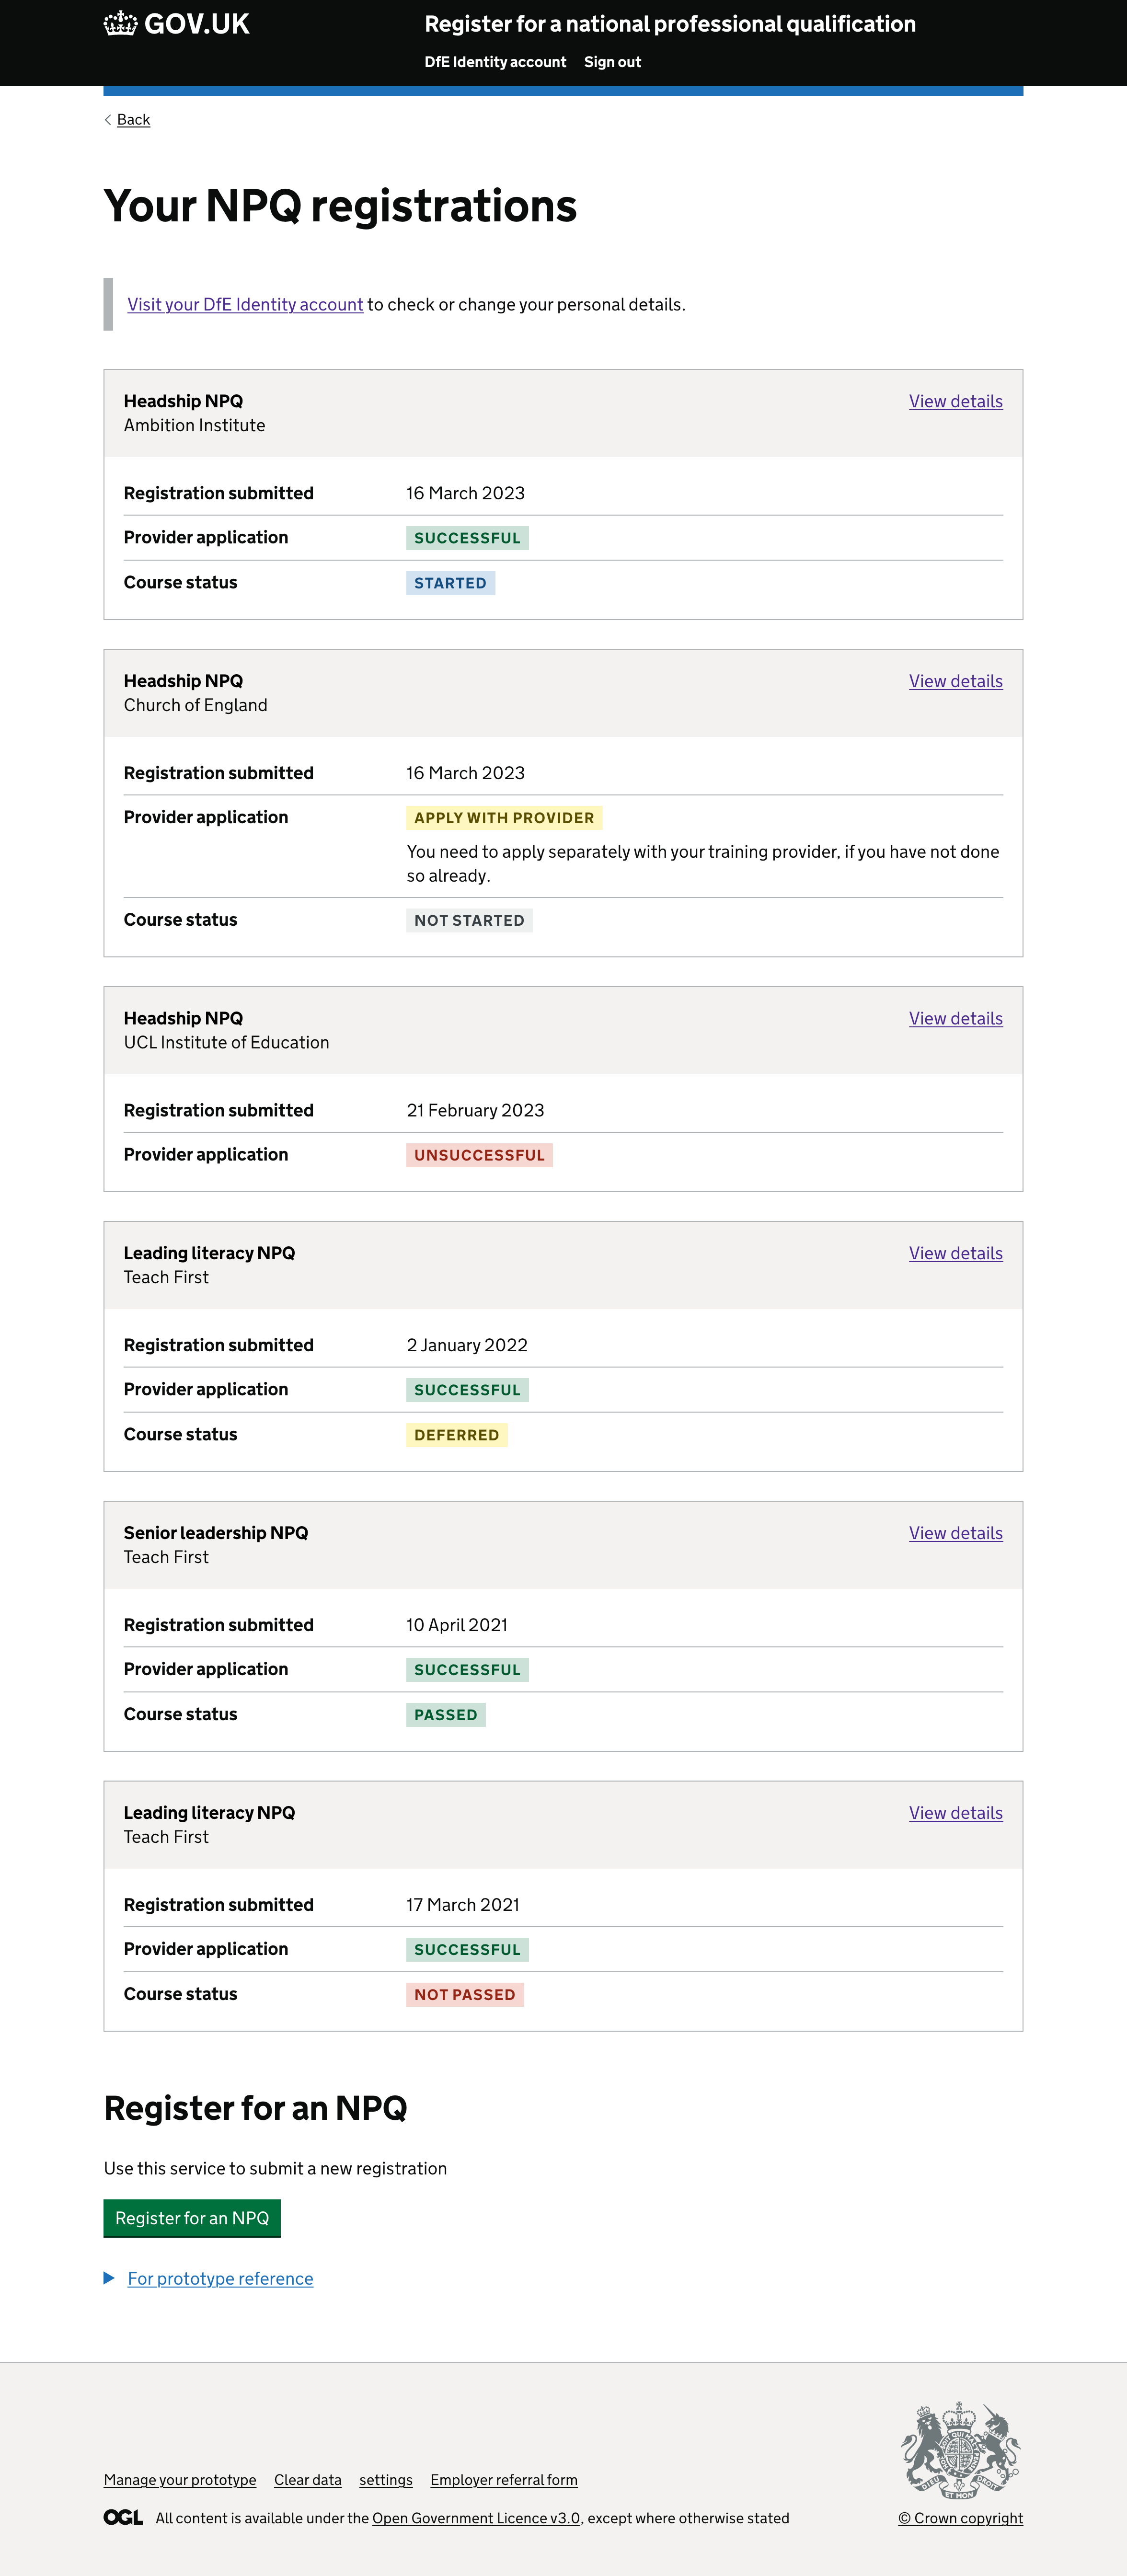 GOV.UK
Register for a national professional qualification
DfE Identity account Sign out
Back
Your NPQ registrations
Visit your DfE Identity account to check or change your personal details.
Headship NPQ View details
Ambition Institute
Registration submitted 16 March 2023
Provider application SUCCESSFUL
Course status STARTED
Headship NPQ View details
Church of England
Registration submitted 16 March 2023
Provider application APPLY WITH PROVIDER
You need to apply separately with your training provider, if you have not done
so already.
Course status NOT STARTED
Headship NPQ View details
UCL Institute of Education
Registration submitted 21 February 2023
Provider application UNSUCCESSFUL
Leading literacy NPQ View details
Teach First
Registration submitted 2 January 2022
Provider application SUCCESSFUL
Course status DEFERRED
Senior leadership NPQ View details
Teach First
Registration submitted 10 April 2021
Provider application SUCCESSFUL
Course status PASSED
Leading literacy NPQ View details
Teach First
Registration submitted 17 March 2021
Provider application SUCCESSFUL
Course status NOT PASSED
Register for an NPQ
Use this service to submit a new registration
Register for an NPQ
For prototype reference
DIEU ET MON DROIT
Manage your prototype Clear data settings Employer referral form
OGL All content is available under the Open Government Licence v3.0, except where otherwise stated
© Crown copyright